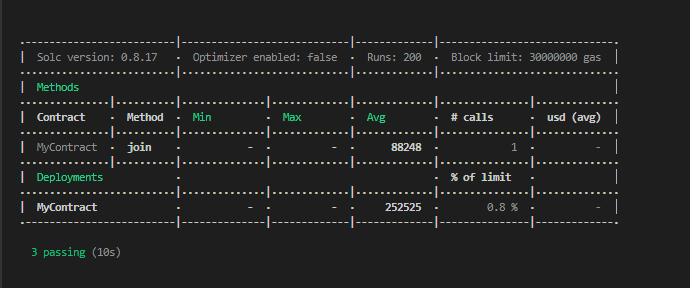 Solc version: 0.8.17 · Optimizer enabled: false · Runs: 200 · Block limit: 30000000 gas
Methods
Contract · Method · Min · Max · Avg · # calls · usd (avg)
MyContract · join · - · - · 88248 · 1 · -
Deployments · · % of limit ·
MyContract · - · - · 252525 · 0.8 % · -
3 passing (10s)